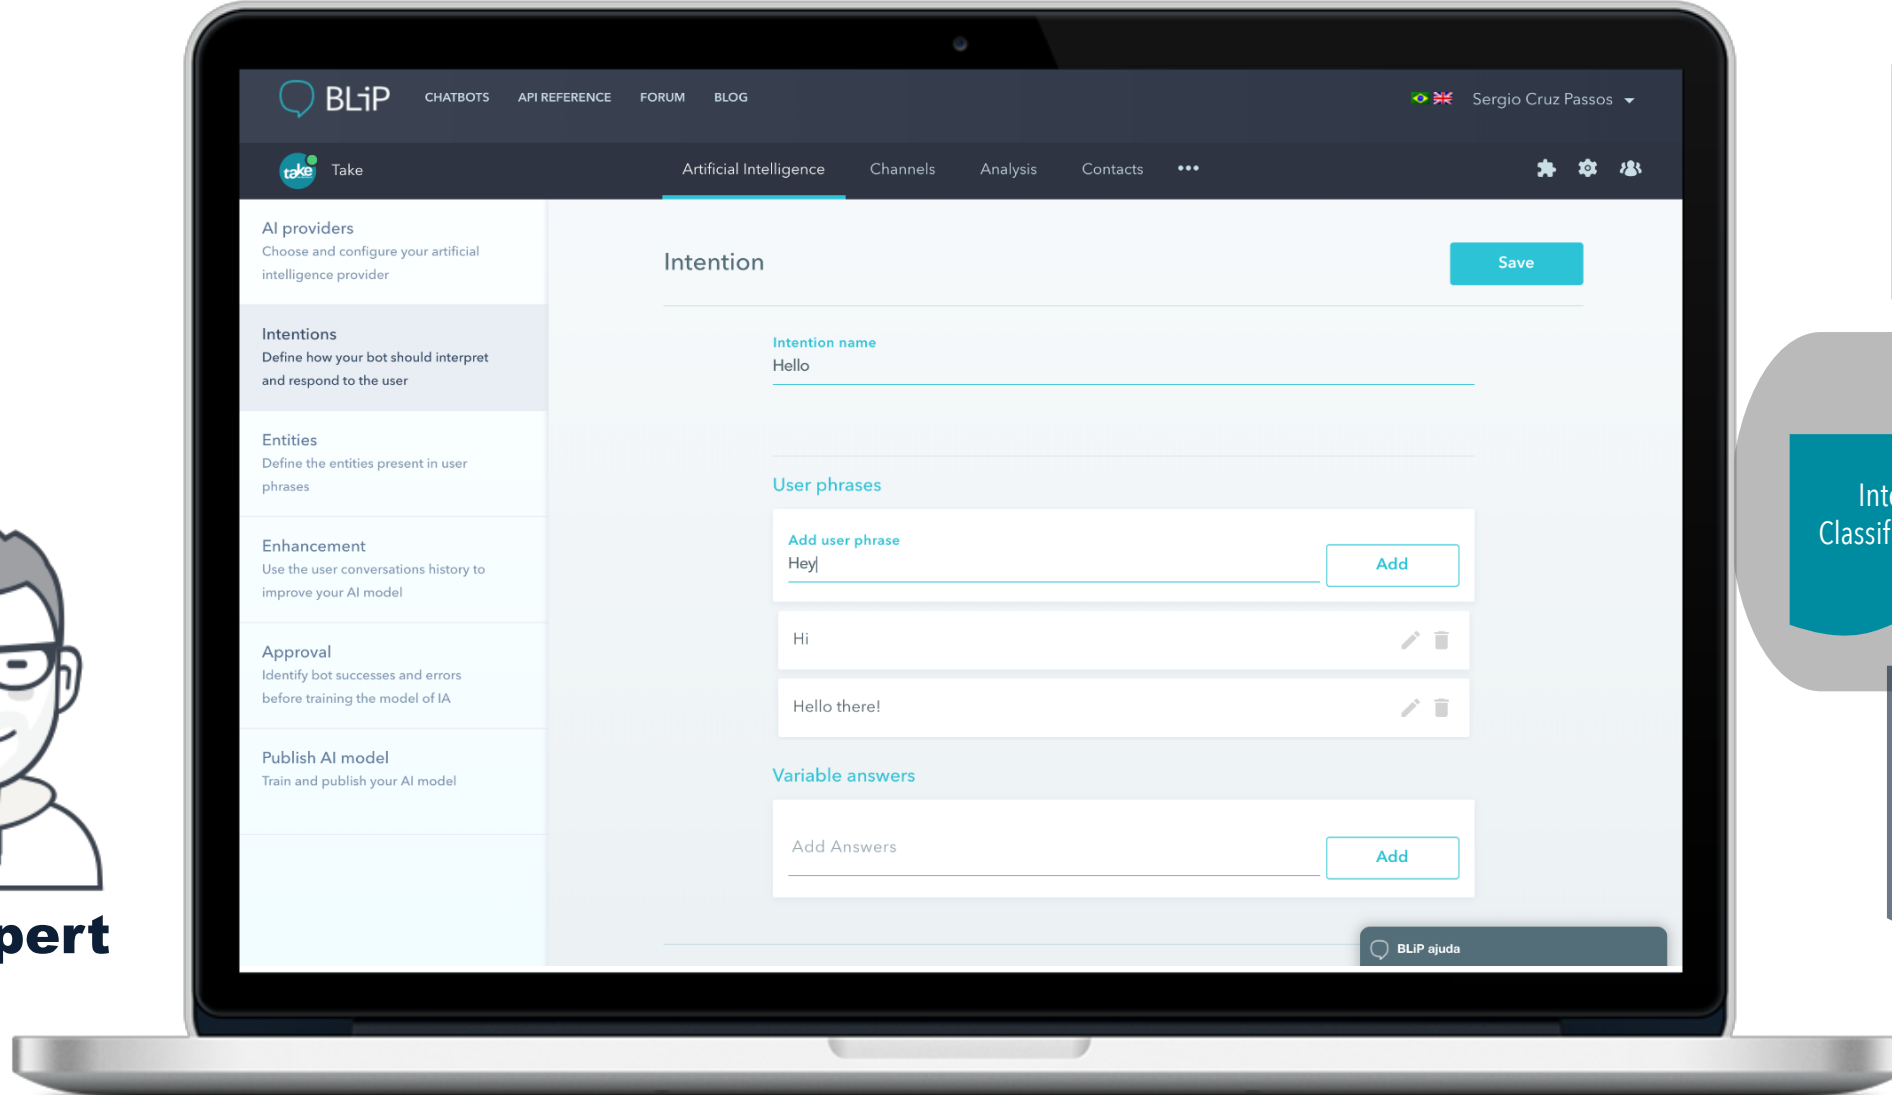 BLiP CHATBOTS API REFERENCE FORUM BLOG Sergio Cruz Passos
take Take Artificial Intelligence Channels Analysis Contacts •••
AI providers
Choose and configure your artificial
intelligence provider
Intentions
Define how your bot should interpret
and respond to the user
Entities
Define the entities present in user
phrases
Enhancement
Use the user conversations history to
improve your AI model
Approval
Identify bot successes and errors
before training the model of IA
Publish AI model
Train and publish your AI model
Intention
Save
Intention name
Hello
User phrases
Add user phrase
Hey
Add
Hi
Hello there!
Variable answers
Add Answers
Add
BLiP ajuda
pert
Int
Classif